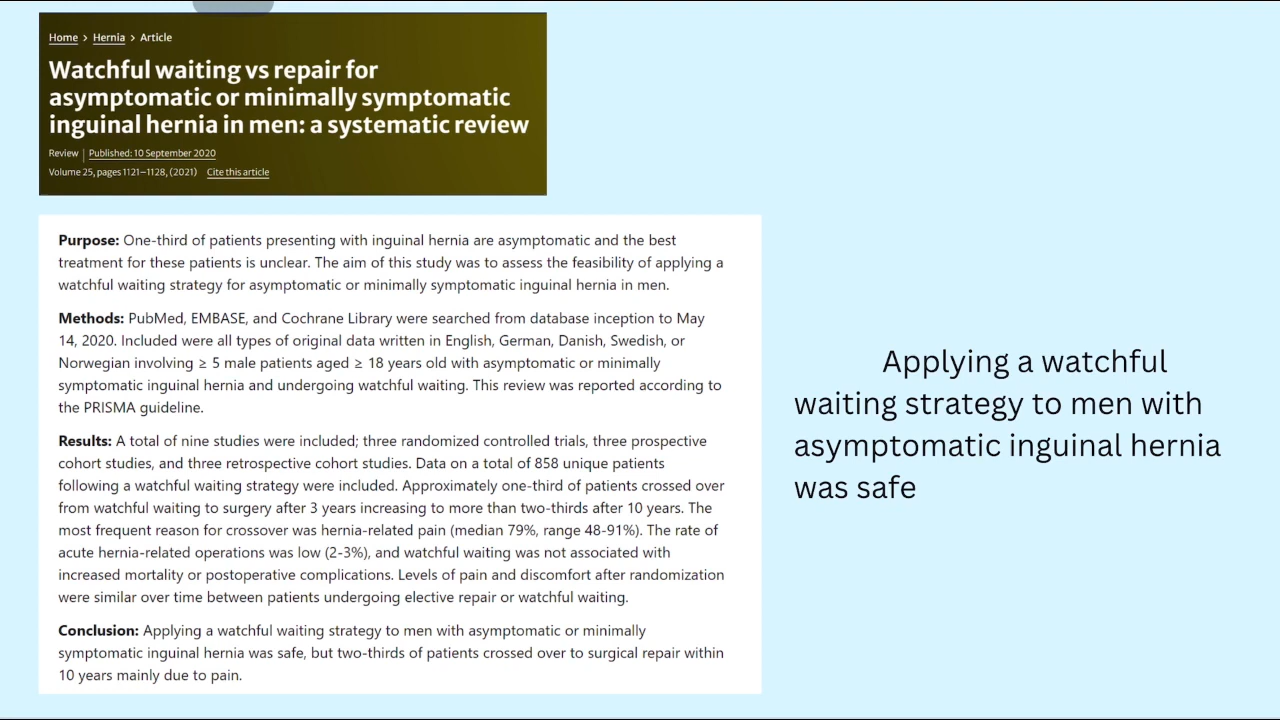 Home > Hernia > Article
Watchful waiting vs repair for
asymptomatic or minimally symptomatic
inguinal hernia in men: a systematic review
Review | Published: 10 September 2020
Volume 25, pages 1121–1128, (2021) Cite this article
Purpose: One-third of patients presenting with inguinal hernia are asymptomatic and the best
treatment for these patients is unclear. The aim of this study was to assess the feasibility of applying a
watchful waiting strategy for asymptomatic or minimally symptomatic inguinal hernia in men.
Methods: PubMed, EMBASE, and Cochrane Library were searched from database inception to May
14, 2020. Included were all types of original data written in English, German, Danish, Swedish, or
Norwegian involving ≥ 5 male patients aged ≥ 18 years old with asymptomatic or minimally
symptomatic inguinal hernia and undergoing watchful waiting. This review was reported according to
the PRISMA guideline.
Results: A total of nine studies were included; three randomized controlled trials, three prospective
cohort studies, and three retrospective cohort studies. Data on a total of 858 unique patients
following a watchful waiting strategy were included. Approximately one-third of patients crossed over
from watchful waiting to surgery after 3 years increasing to more than two-thirds after 10 years. The
most frequent reason for crossover was hernia-related pain (median 79%, range 48-91%). The rate of
acute hernia-related operations was low (2-3%), and watchful waiting was not associated with
increased mortality or postoperative complications. Levels of pain and discomfort after randomization
were similar over time between patients undergoing elective repair or watchful waiting.
Conclusion: Applying a watchful waiting strategy to men with asymptomatic or minimally
symptomatic inguinal hernia was safe, but two-thirds of patients crossed over to surgical repair within
10 years mainly due to pain.
Applying a watchful
waiting strategy to men with
asymptomatic inguinal hernia
was safe